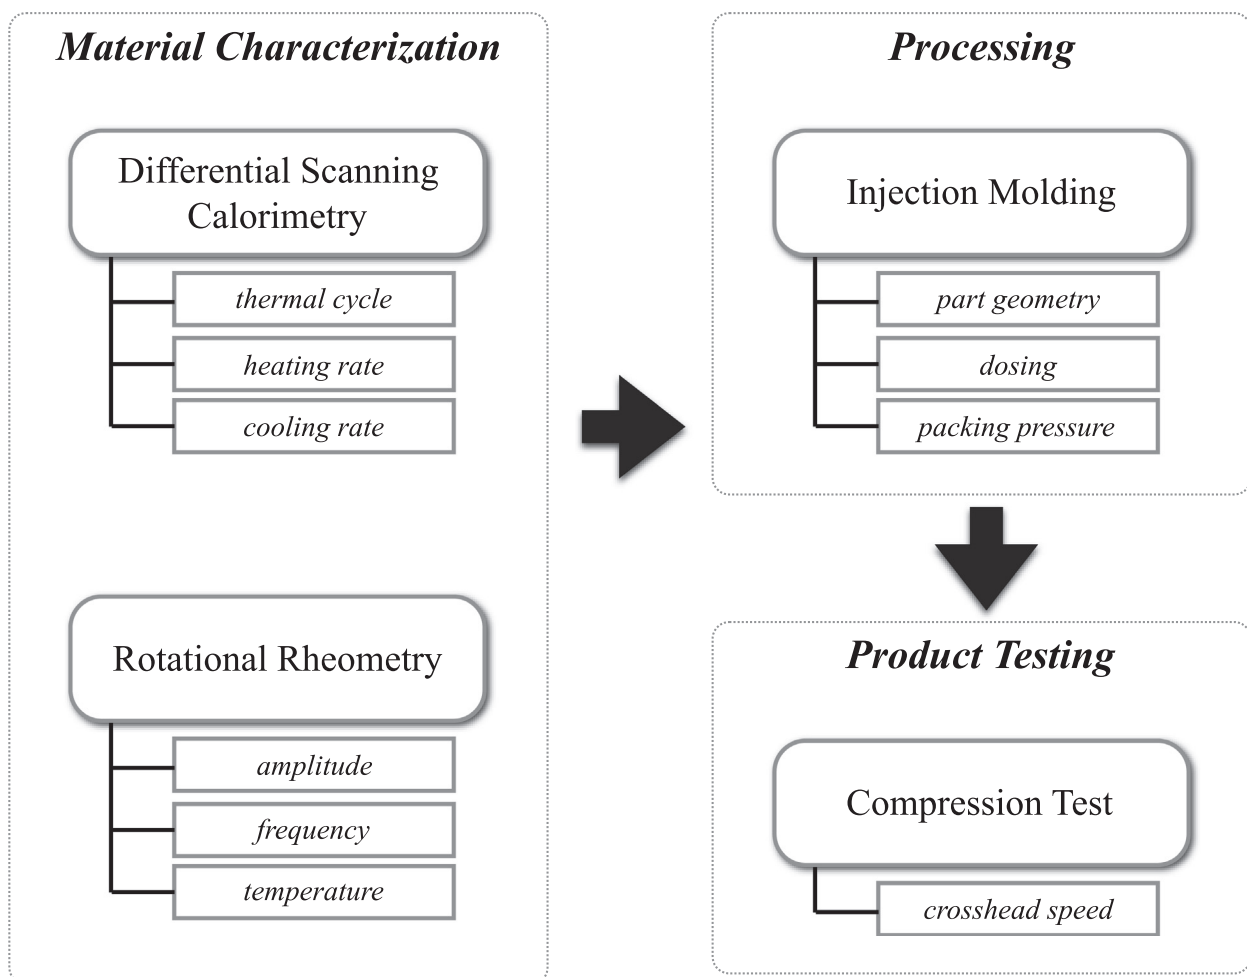 Material Characterization
Differential Scanning
Calorimetry
thermal cycle
heating rate
cooling rate
Rotational Rheometry
amplitude
frequency
temperature
Processing
Injection Molding
part geometry
dosing
packing pressure
Product Testing
Compression Test
crosshead speed